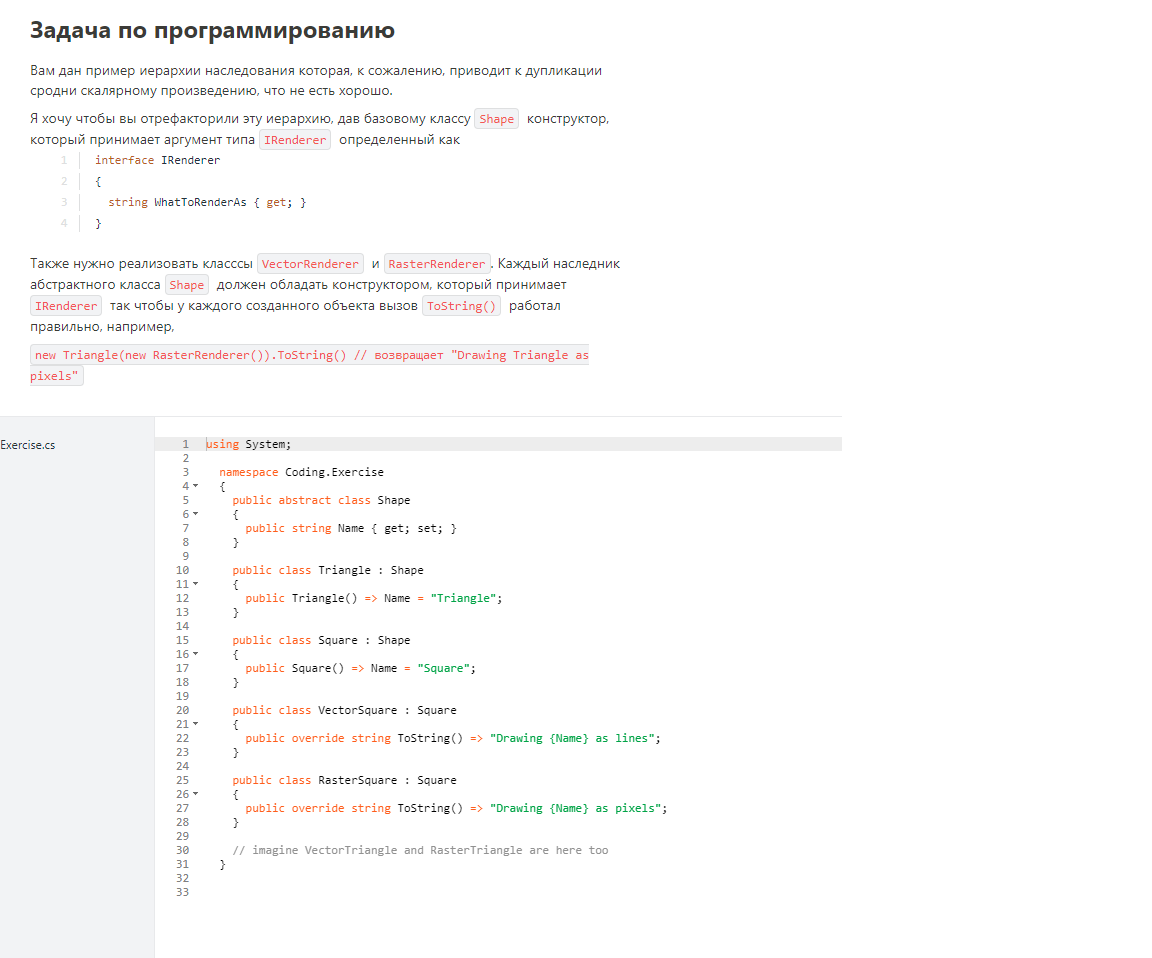 Задача по программированию
Вам дан пример иерархии наследования которая, к сожалению, приводит к дупликации
сродни скалярному произведению, что не есть хорошо.
Я хочу чтобы вы отрефакторили эту иерархию, дав базовому классу Shape конструктор,
который принимает аргумент типа IRenderer определенный как
1 interface IRenderer
2 {
3 string WhatToRenderAs { get; }
4 }
Также нужно реализовать класссы VectorRenderer и RasterRenderer. Каждый наследник
абстрактного класса Shape должен обладать конструктором, который принимает
IRenderer так чтобы у каждого созданного объекта вызов ToString() работал
правильно, например,
new Triangle(new RasterRenderer()).ToString() // возвращает "Drawing Triangle as
pixels"
Exercise.cs
1 using System;
2
3 namespace Coding.Exercise
4 {
5 public abstract class Shape
6 {
7 public string Name { get; set; }
8 }
9
10 public class Triangle : Shape
11 {
12 public Triangle() => Name = "Triangle";
13 }
14
15 public class Square : Shape
16 {
17 public Square() => Name = "Square";
18 }
19
20 public class VectorSquare : Square
21 {
22 public override string ToString() => "Drawing {Name} as lines";
23 }
24
25 public class RasterSquare : Square
26 {
27 public override string ToString() => "Drawing {Name} as pixels";
28 }
29
30 // imagine VectorTriangle and RasterTriangle are here too
31 }
32
33